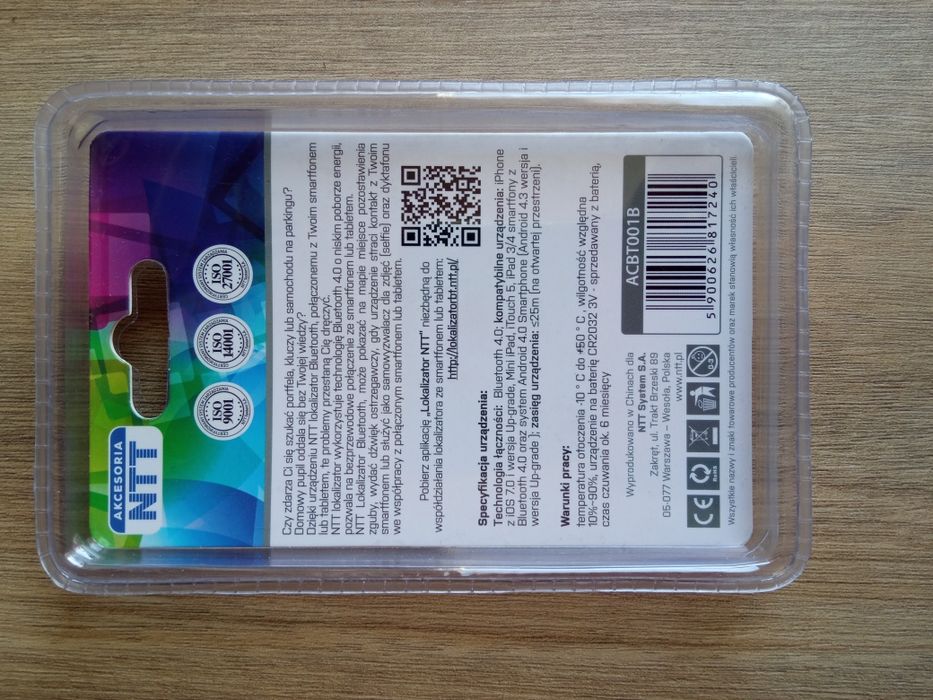 AKCESORIA
NTT
ISO
9001
ISO
14001
ISO
27001
Czy zdarza Ci się szukać portfela, kluczy lub samochodu na parkingu?
Domowy pupil oddala się bez Twojej wiedzy?
Dzięki urządzeniu NTT lokalizator Bluetooth, połączonemu z Twoim smartfonem
lub tabletem, te problemy przestaną Cię dręczyć.
NTT lokalizator wykorzystuje technologię Bluetooth 4.0 o niskim poborze energii,
pozwala na bezprzewodowe połączenie ze smartfonem lub tabletem.
NTT Lokalizator Bluetooth, może pokazać na mapie miejsce pozostawienia
zguby, wydać dźwięk ostrzegawczy, gdy urządzenie straci kontakt z Twoim
smartfonem lub służyć jako samowyzwalacz dla zdjęć (selfie) oraz dyktafonu
we współpracy z połączonym smartfonem lub tabletem.
Pobierz aplikację „Lokalizator NTT" niezbędną do
współdziałania lokalizatora ze smartfonem lub tabletem:
http://lokalizatorbt.ntt.pl/
Specyfikacja urządzenia:
Technologia łączności: Bluetooth 4.0; kompatybilne urządzenia: iPhone
z iOS 7.0 i wersja Up-grade, Mini iPad, iTouch 5, iPad 3/4 smartfony z
Bluetooth 4.0 oraz system Android 4.0 Smartphone (Android 4.3 wersja i
wersja Up-grade ); zasięg urządzenia: ≤25m (na otwartej przestrzeni).
Warunki pracy:
temperatura otoczenia -10 ° C do +50 ° C , wilgotność względna
10%~90%, urządzenie na baterię CR2032 3V - sprzedawany z baterią,
czas czuwania ok. 6 miesięcy
Wyprodukowano w Chinach dla
NTT System S.A.
Zakręt, ul. Trakt Brzeski 89
05-077 Warszawa – Wesoła, Polska
www.ntt.pl
ACBT001B
5 900626 817240
CE
RoHS
0-3
Wszystkie nazwy i znaki towarowe producentów oraz marek stanowią własność ich właścicieli.